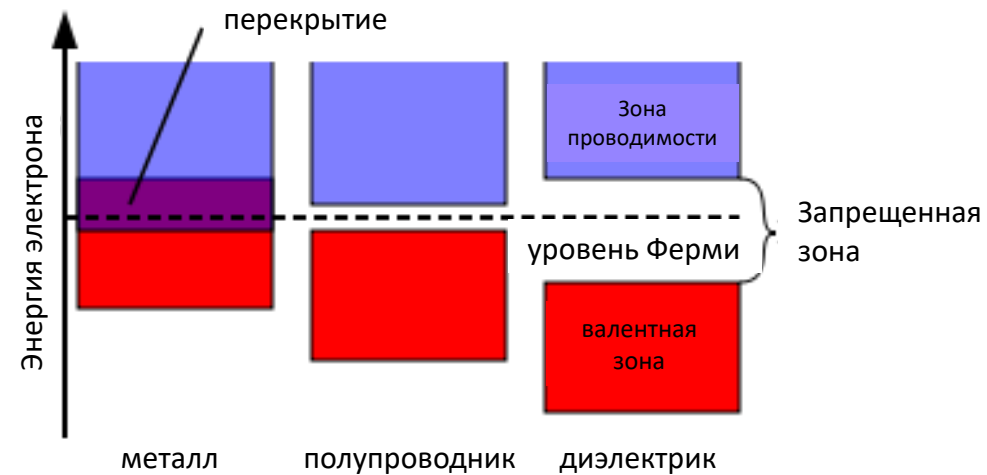 перекрытие
Энергия электрона
Зона
проводимости
Запрещенная
зона
уровень Ферми
валентная
зона
металл
полупроводник
диэлектрик